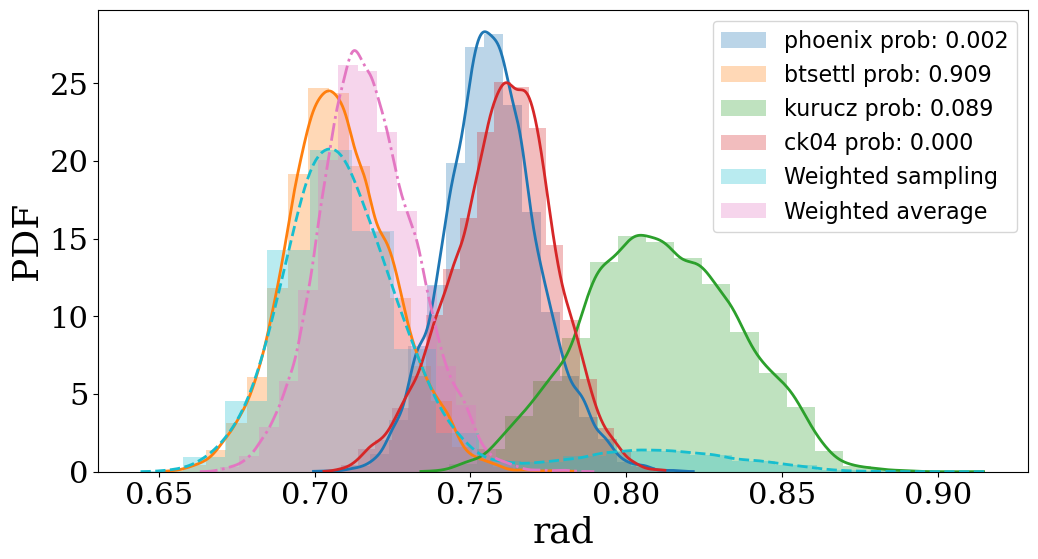 phoenix prob: 0.002
btsettl prob: 0.909
kurucz prob: 0.089
ck04 prob: 0.000
Weighted sampling
Weighted average
PDF
25
20
15
10
5
0
0.65 0.70 0.75 0.80 0.85 0.90
rad